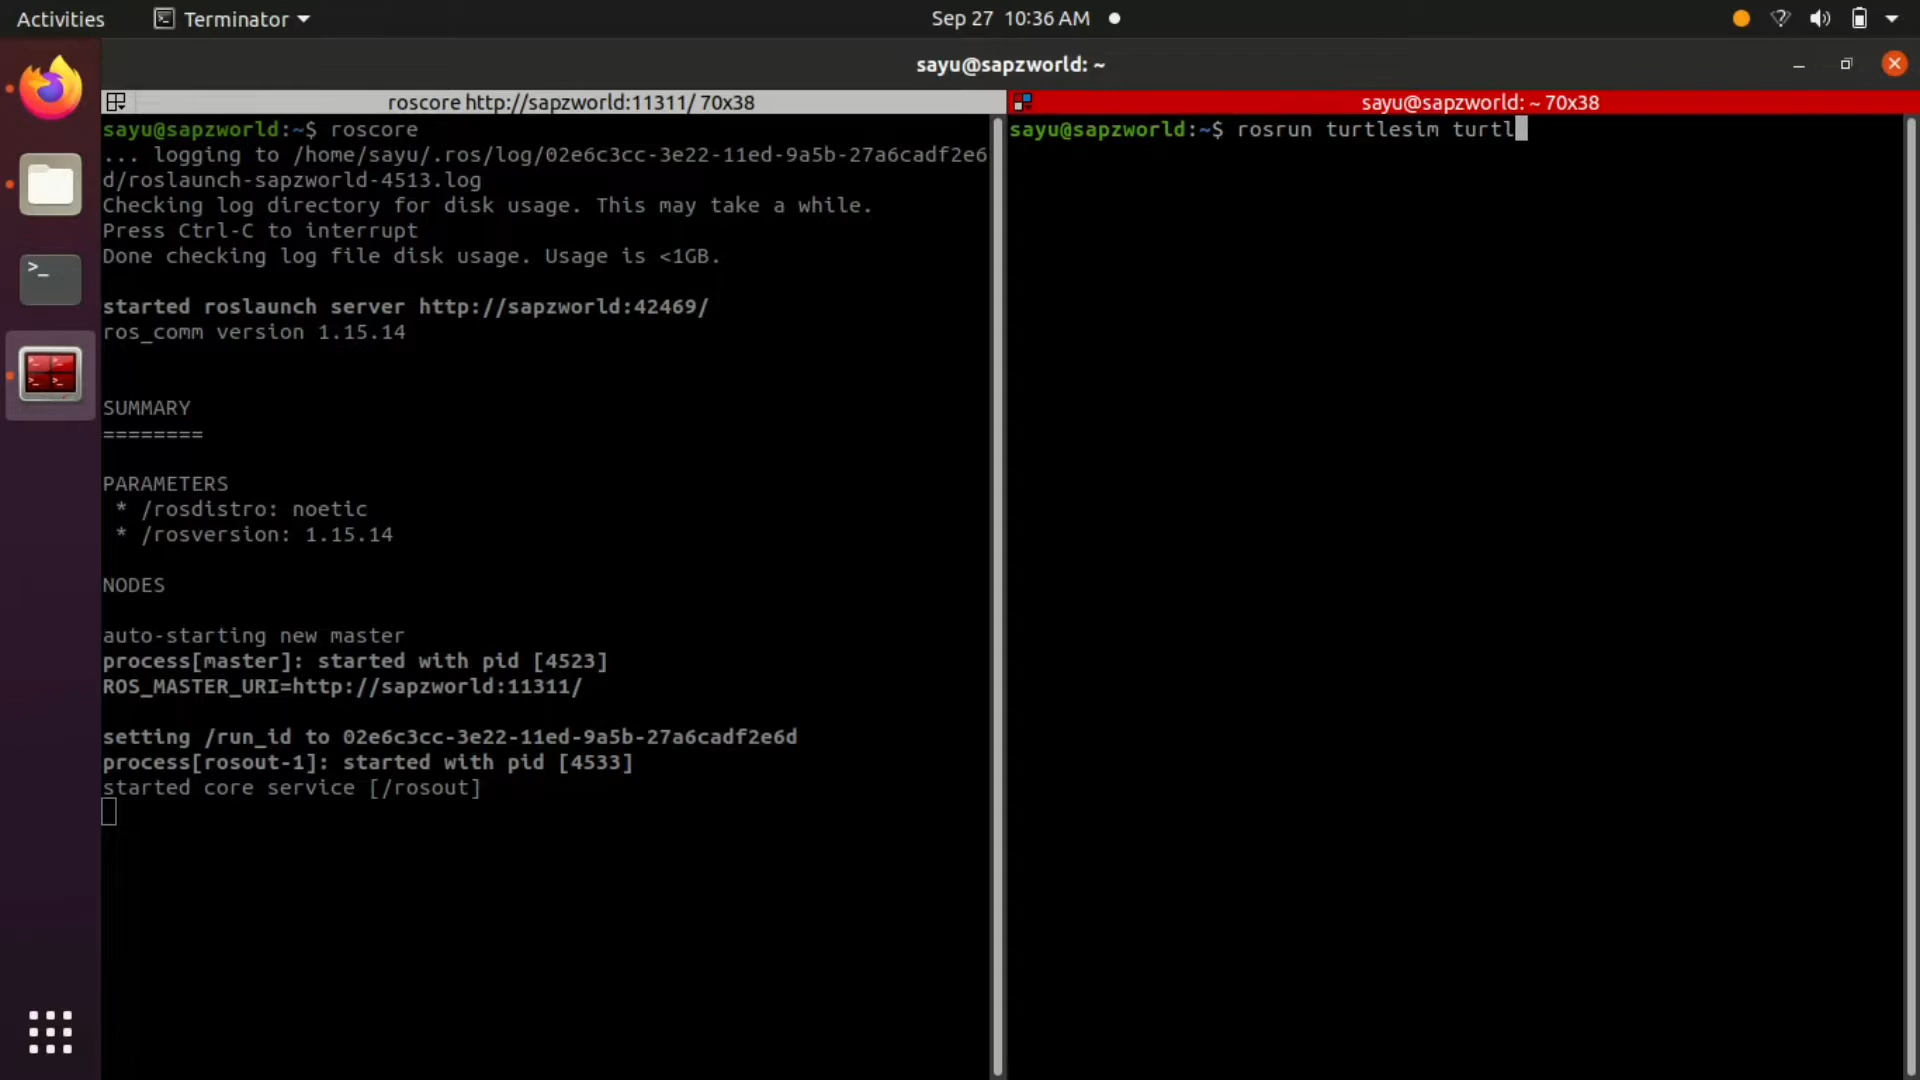 Activities
Terminator
Sep 27 10:36 AM
sayu@sapzworld: ~
roscore http://sapzworld:11311/ 70x38
sayu@sapzworld:~$ roscore
... logging to /home/sayu/.ros/log/02e6c3cc-3e22-11ed-9a5b-27a6cadf2e6
d/roslaunch-sapzworld-4513.log
Checking log directory for disk usage. This may take a while.
Press Ctrl-C to interrupt
Done checking log file disk usage. Usage is <1GB.
started roslaunch server http://sapzworld:42469/
ros_comm version 1.15.14
SUMMARY
========
PARAMETERS
* /rosdistro: noetic
* /rosversion: 1.15.14
NODES
auto-starting new master
process[master]: started with pid [4523]
ROS_MASTER_URI=http://sapzworld:11311/
setting /run_id to 02e6c3cc-3e22-11ed-9a5b-27a6cadf2e6d
process[rosout-1]: started with pid [4533]
started core service [/rosout]
sayu@sapzworld: ~ 70x38
sayu@sapzworld:~$ rosrun turtlesim turtl